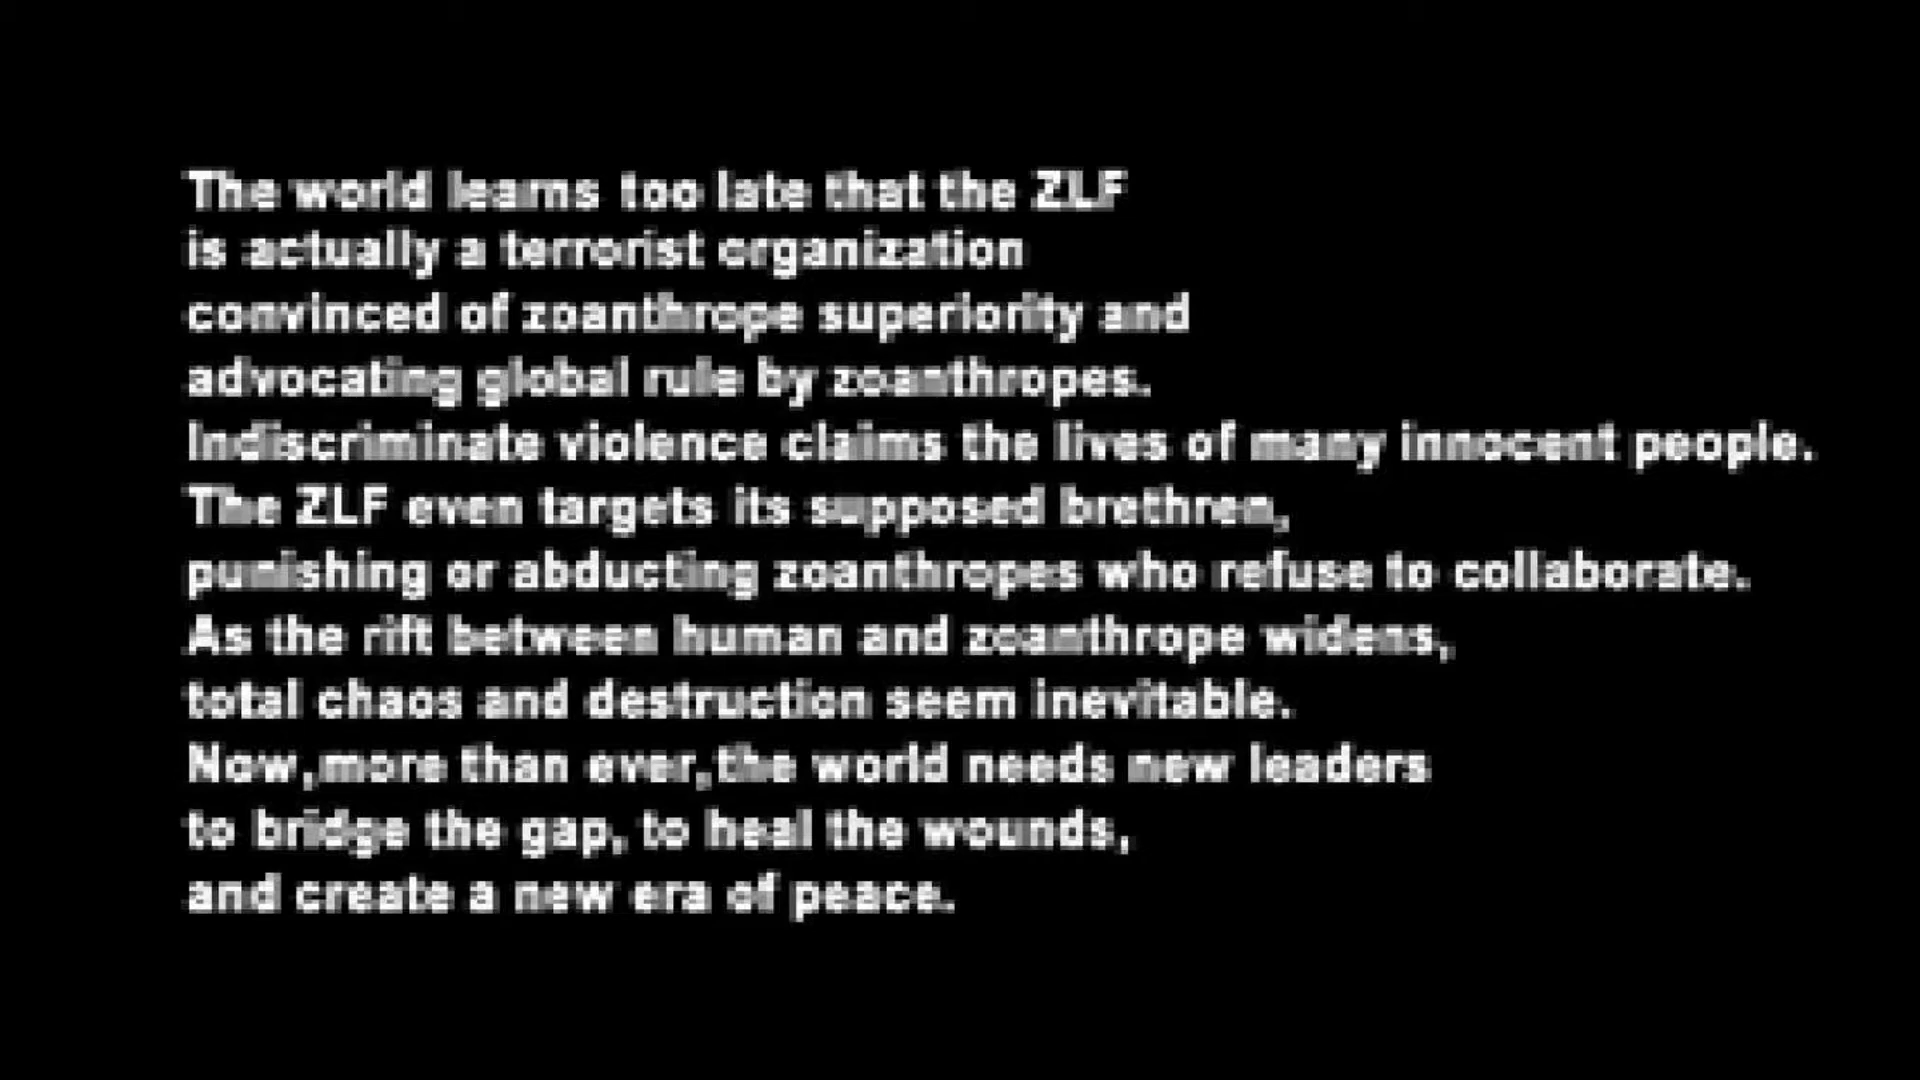 The world learns too late that the ZLF
is actually a terrorist organization
convinced of zoanthrope superiority and
advocating global rule by zoanthropes.
Indiscriminate violence claims the lives of many innocent people.
The ZLF even targets its supposed brethren,
punishing or abducting zoanthropes who refuse to collaborate.
As the rift between human and zoanthrope widens,
total chaos and destruction seem inevitable.
Now,more than ever,the world needs new leaders
to bridge the gap, to heal the wounds,
and create a new era of peace.